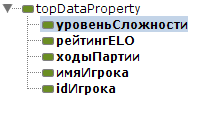 topDataProperty
уровеньСложности
рейтингELO
ходыПартии
имяИгрока
idИгрока